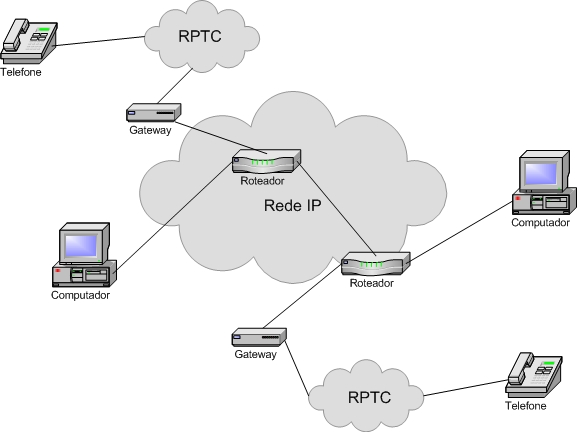 RPTC
Telefone
Gateway
Roteador
Rede IP
Computador
Computador
Roteador
Gateway
RPTC
Telefone